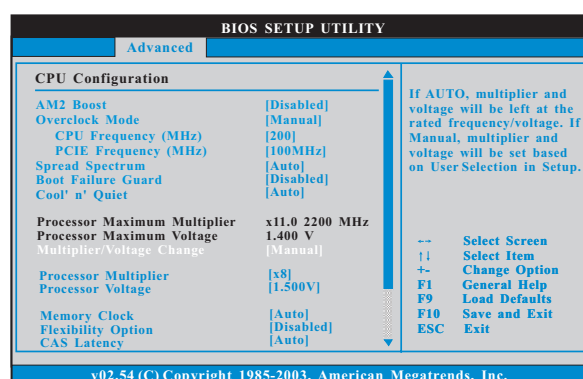 BIOS SETUP UTILITY
Advanced
CPU Configuration
AM2 Boost [Disabled]
Overclock Mode [Manual]
CPU Frequency (MHz) [200]
PCIE Frequency (MHz) [100MHz]
Spread Spectrum [Auto]
Boot Failure Guard [Disabled]
Cool' n' Quiet [Auto]
Processor Maximum Multiplier x11.0 2200 MHz
Processor Maximum Voltage 1.400 V
Multiplier/Voltage Change [Manual]
Processor Multiplier [x8]
Processor Voltage [1.500V]
Memory Clock [Auto]
Flexibility Option [Disabled]
CAS Latency [Auto]
If AUTO, multiplier and
voltage will be left at the
rated frequency/voltage. If
Manual, multiplier and
voltage will be set based
on User Selection in Setup.
←→ Select Screen
↑↓ Select Item
+- Change Option
F1 General Help
F9 Load Defaults
F10 Save and Exit
ESC Exit
v02.54 (C) Copyright 1985-2003, American Megatrends, Inc.